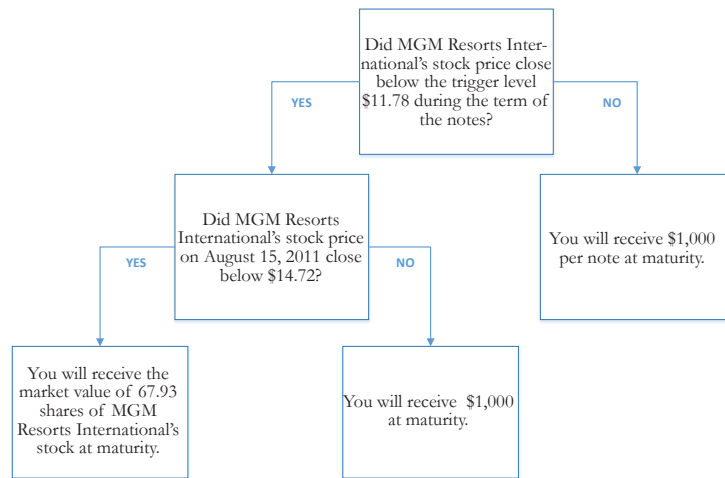 Did MGM Resorts Inter-
national's stock price close
below the trigger level
$11.78 during the term of
the notes?
YES
NO
Did MGM Resorts
International's stock price
on August 15, 2011 close
below $14.72?
You will receive $1,000
per note at maturity.
YES
NO
You will receive the
market value of 67.93
shares of MGM
Resorts International's
stock at maturity.
You will receive  $1,000
at maturity.